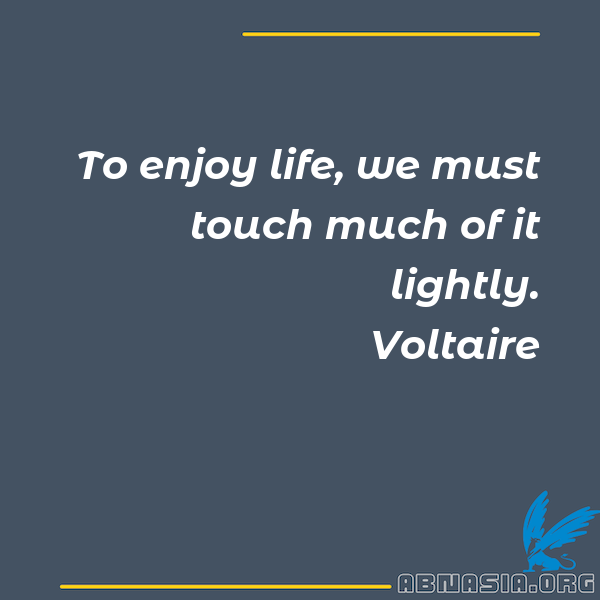 To enjoy life, we must
touch much of it
lightly.
Voltaire
ABNASIA.ORG